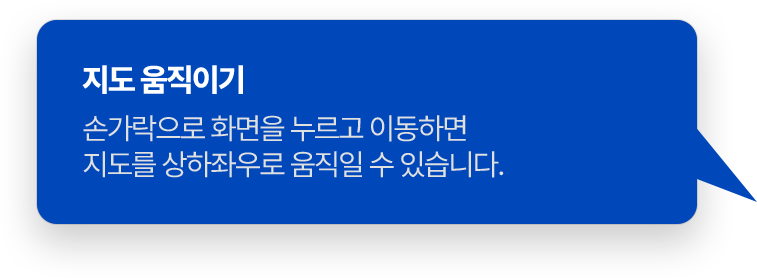 지도 움직이기
손가락으로 화면을 누르고 이동하면
지도를 상하좌우로 움직일 수 있습니다.